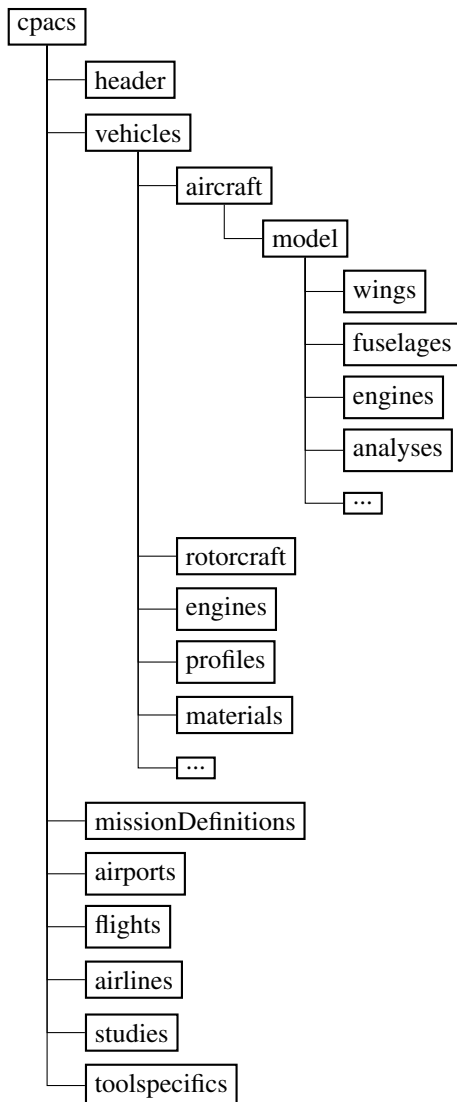 cpacs
header
vehicles
aircraft
model
wings
fuselages
engines
analyses
...
rotorcraft
engines
profiles
materials
...
missionDefinitions
airports
flights
airlines
studies
toolspecifics